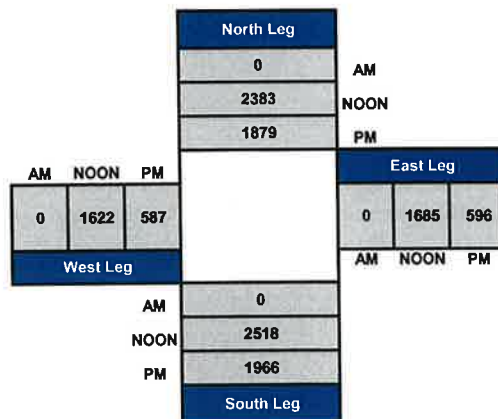 North Leg
0 AM
2383 NOON
1879 PM
AM NOON PM
East Leg
0 1622 587
0 1685 596
West Leg
AM NOON PM
AM 0
NOON 2518
PM 1966
South Leg